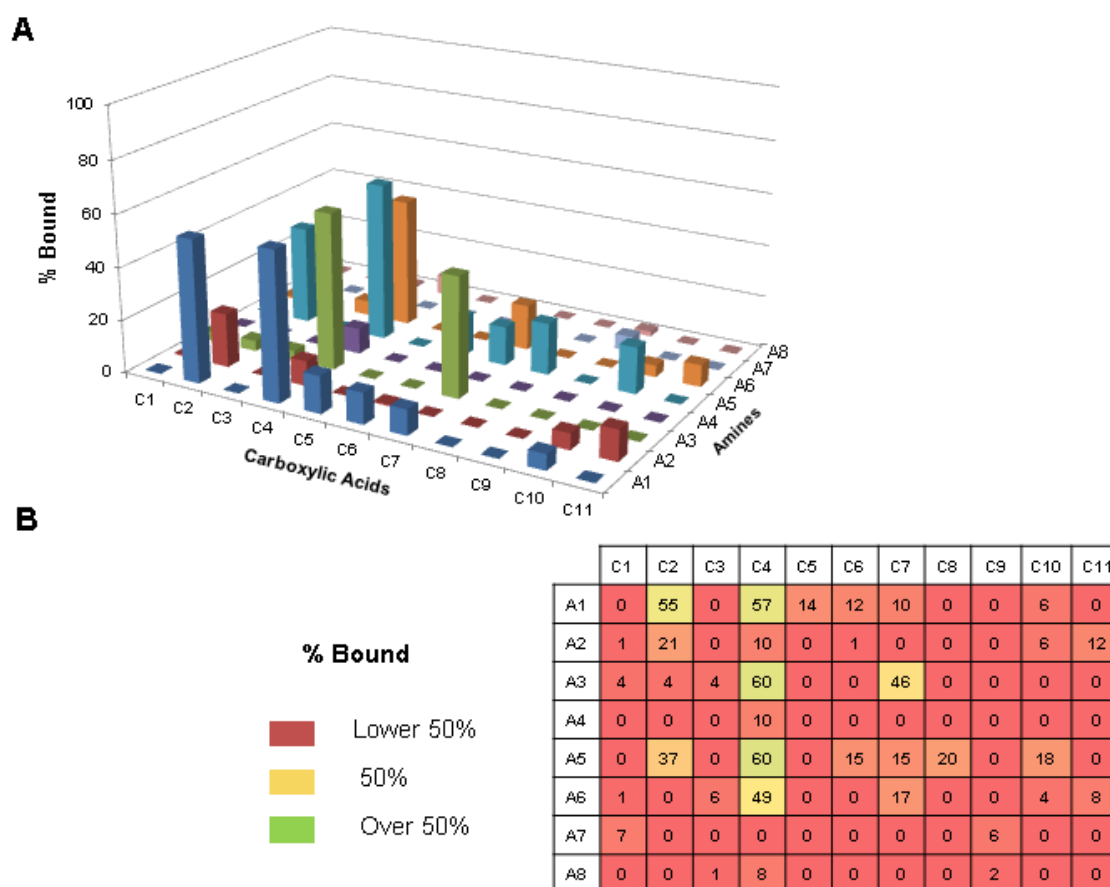 A
100
80
60
40
20
0
% Bound
C1
C2
C3
C4
C5
C6
C7
C8
C9
C10
C11
Carboxylic Acids
A1
A2
A3
A4
A5
A6
A7
A8
Amines
B
% Bound
Lower 50%
50%
Over 50%
C1 C2 C3 C4 C5 C6 C7 C8 C9 C10 C11
A1 0 55 0 57 14 12 10 0 0 6 0
A2 1 21 0 10 0 1 0 0 0 6 12
A3 4 4 4 60 0 0 46 0 0 0 0
A4 0 0 0 10 0 0 0 0 0 0 0
A5 0 37 0 60 0 15 15 20 0 18 0
A6 1 0 6 49 0 0 17 0 0 4 8
A7 7 0 0 0 0 0 0 0 6 0 0
A8 0 0 1 8 0 0 0 0 2 0 0